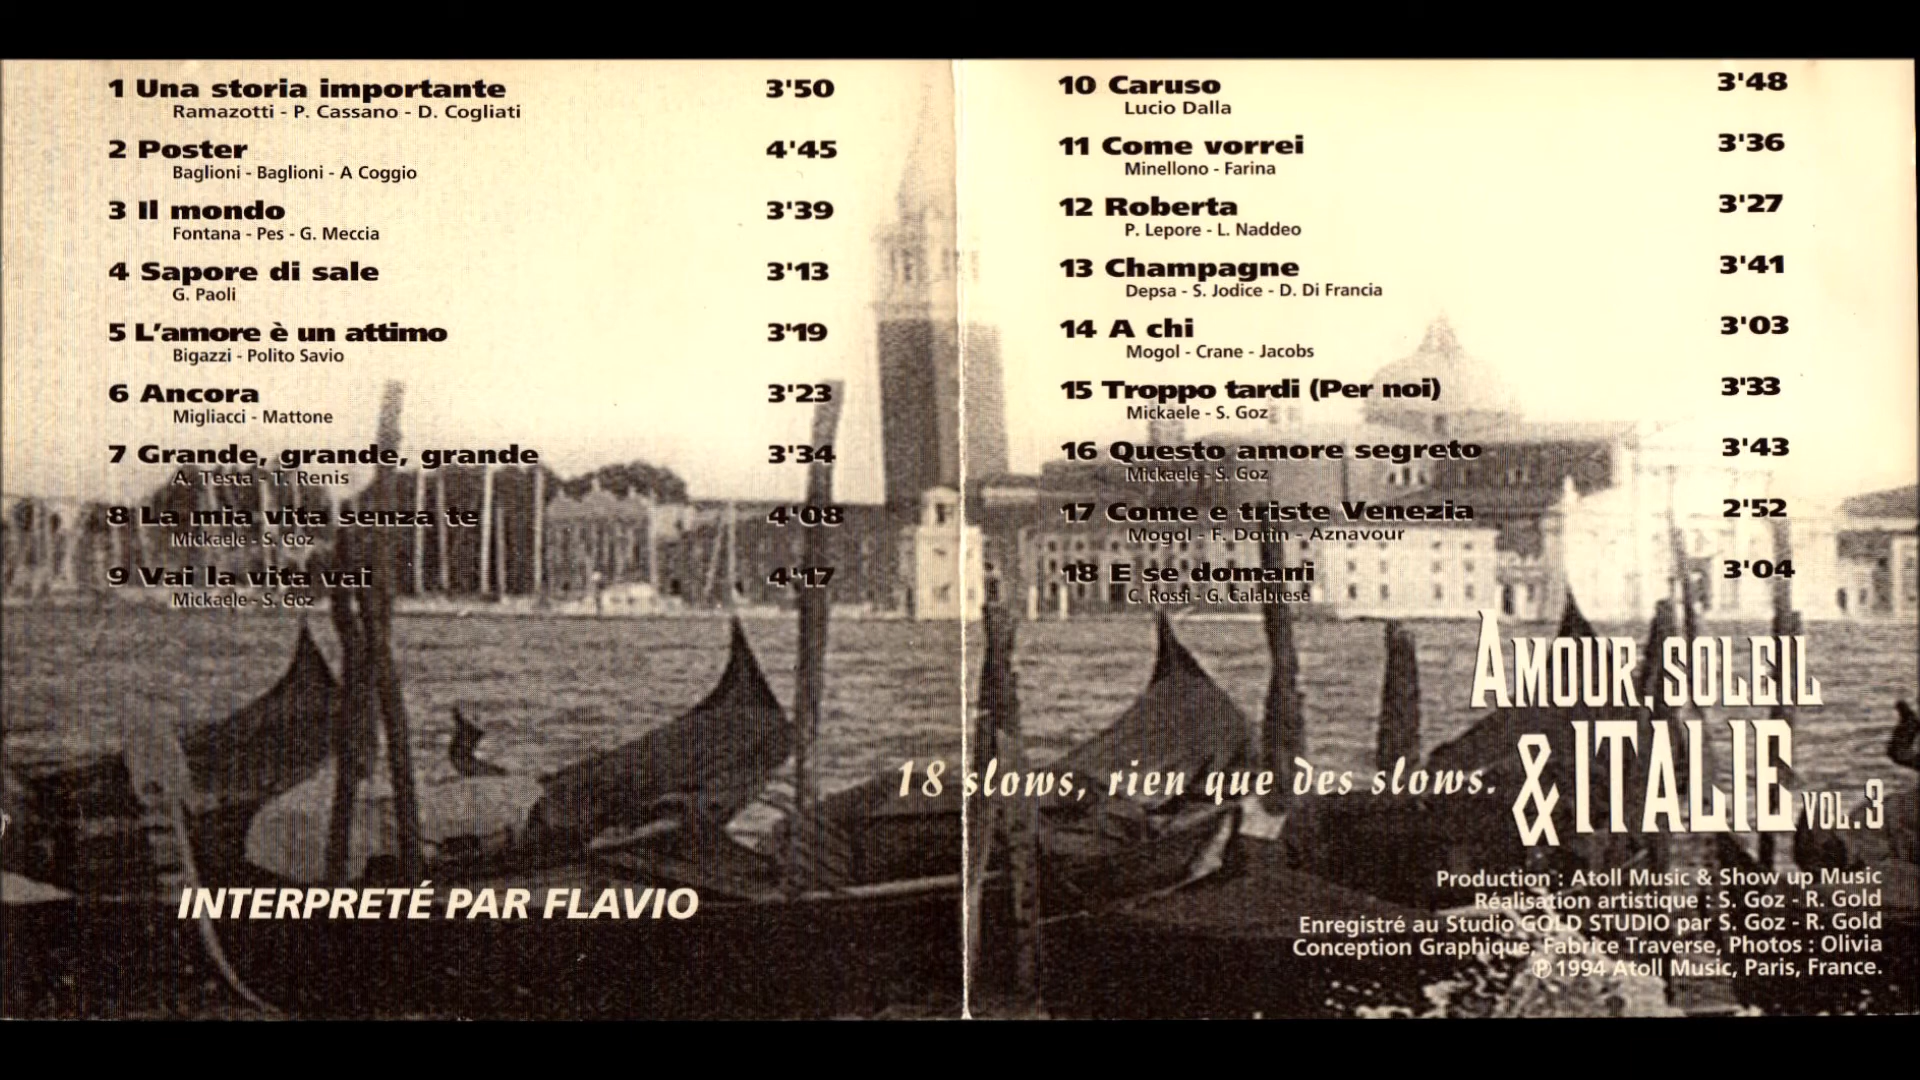 1 Una storia importante 3'50
Ramazotti - P. Cassano - D. Cogliati
2 Poster 4'45
Baglioni - Baglioni - A Coggio
3 Il mondo 3'39
Fontana - Pes - G. Meccia
4 Sapore di sale 3'13
G. Paoli
5 L'amore è un attimo 3'19
Bigazzi - Polito Savio
6 Ancora 3'23
Migliacci - Mattone
7 Grande, grande, grande 3'34
A. Testa - T. Renis
8 La mia vita senza te 4'08
Mickaele - S. Goz
9 Vai la vita vai 4'17
Mickaele - S. Goz
INTERPRETÉ PAR FLAVIO
10 Caruso 3'48
Lucio Dalla
11 Come vorrei 3'36
Minellono - Farina
12 Roberta 3'27
P. Lepore - L. Naddeo
13 Champagne 3'41
Depsa - S. Jodice - D. Di Francia
14 A chi 3'03
Mogol - Crane - Jacobs
15 Troppo tardi (Per noi) 3'33
Mickaele - S. Goz
16 Questo amore segreto 3'43
Mickaele - S. Goz
17 Come e triste Venezia 2'52
Mogol - F. Dorin - Aznavour
18 E se domani 3'04
C. Rossi - G. Calabrese
AMOUR, SOLEIL
& ITALIE VOL.3
18 slows, rien que des slows.
Production : Atoll Music & Show up Music
Réalisation artistique : S. Goz - R. Gold
Enregistré au Studio GOLD STUDIO par S. Goz - R. Gold
Conception Graphique, Fabrice Traverse, Photos : Olivia
℗ 1994 Atoll Music, Paris, France.